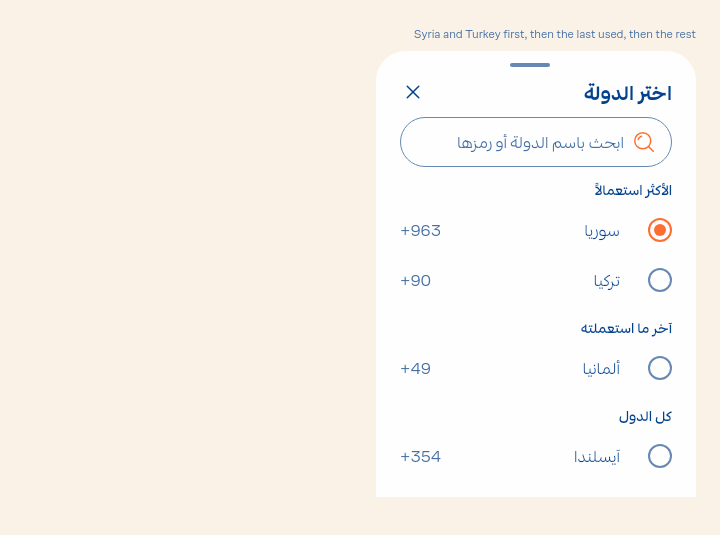 Syria and Turkey first, then the last used, then the rest
اختر الدولة
ابحث باسم الدولة أو رمزها
الأكثر استعمالاً
سوريا +963
تركيا +90
آخر ما استعملته
ألمانيا +49
كل الدول
آيسلندا +354